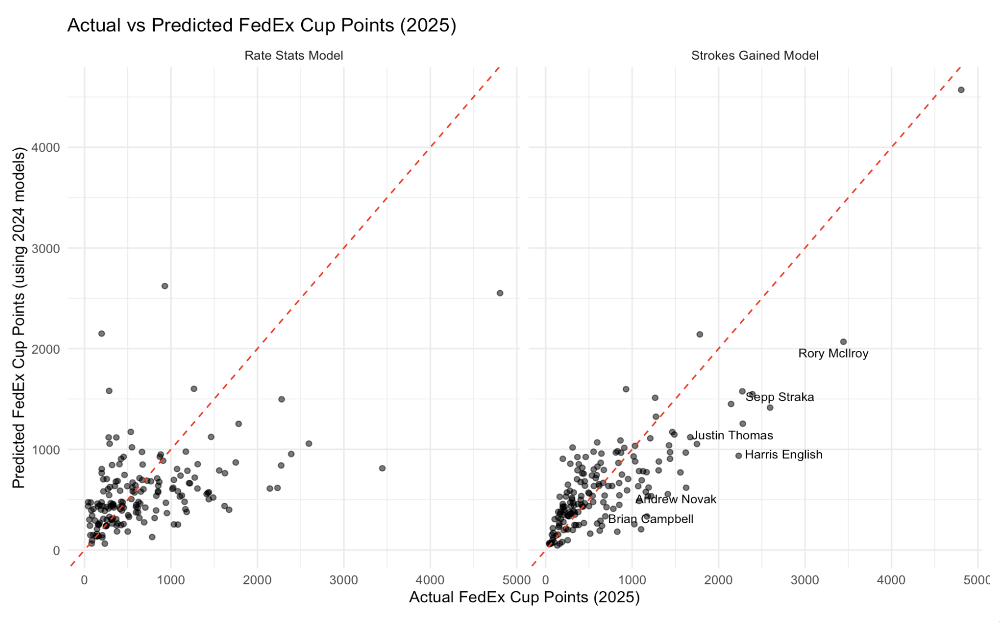 Actual vs Predicted FedEx Cup Points (2025)
Rate Stats Model
Strokes Gained Model
Predicted FedEx Cup Points (using 2024 models)
4000
3000
2000
1000
0
Rory McIlroy
Sepp Straka
Justin Thomas
Harris English
Andrew Novak
Brian Campbell
0 1000 2000 3000 4000 5000
0 1000 2000 3000 4000 5000
Actual FedEx Cup Points (2025)